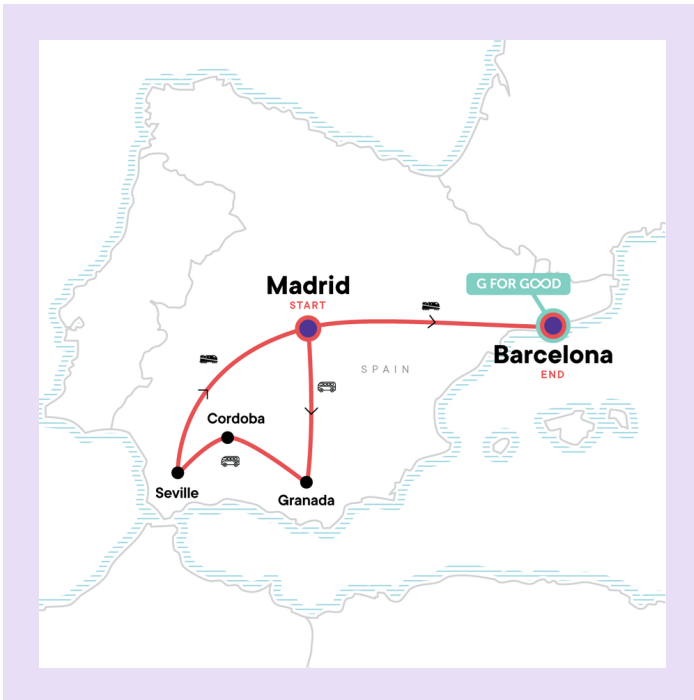 G FOR GOOD
Madrid
START
Barcelona
END
SPAIN
Cordoba
Seville
Granada